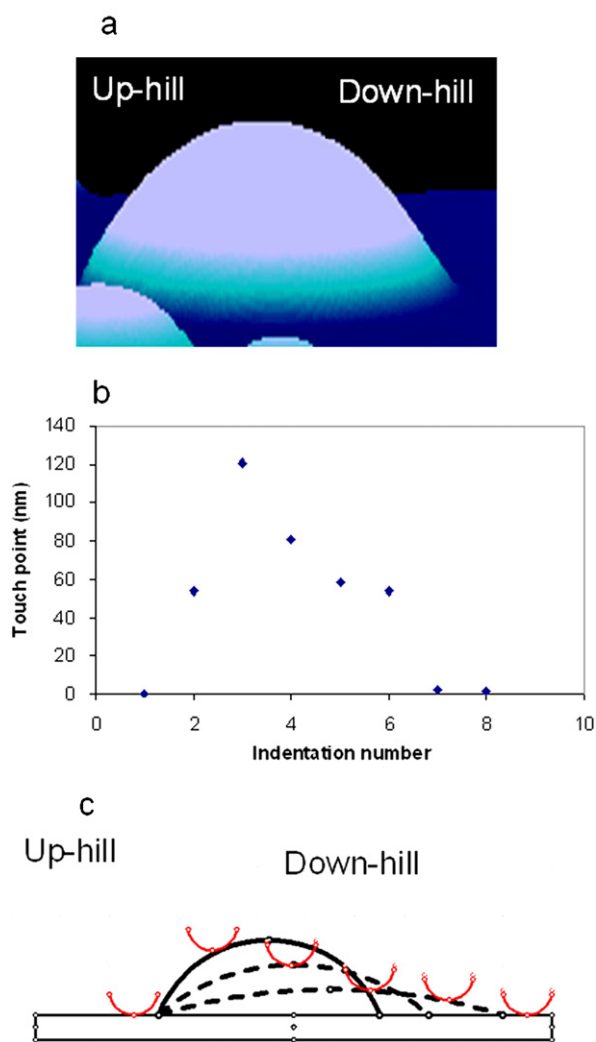 a
Up-hill Down-hill
b
140
120
100
80
60
40
20
0
Touch point (nm)
0 2 4 6 8 10
Indentation number
c
Up-hill
Down-hill